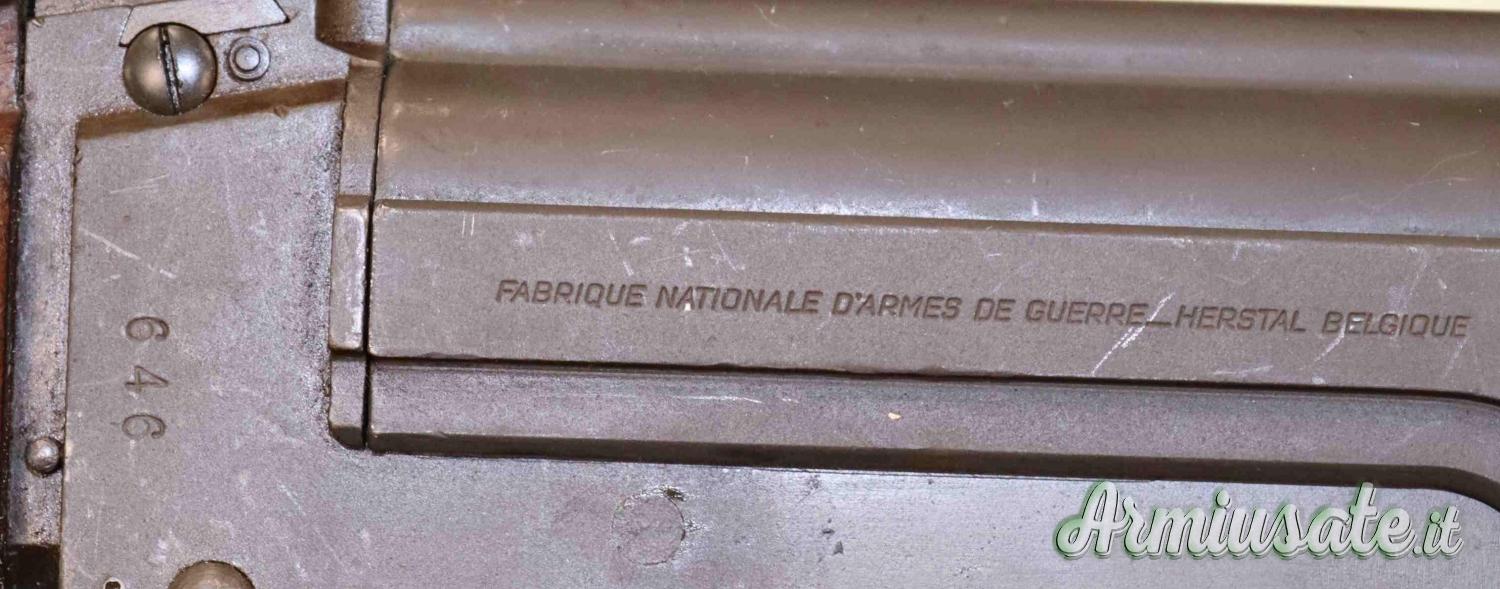 FABRIQUE NATIONALE D'ARMES DE GUERRE_HERSTAL BELGIQUE
646
Armiusate.it